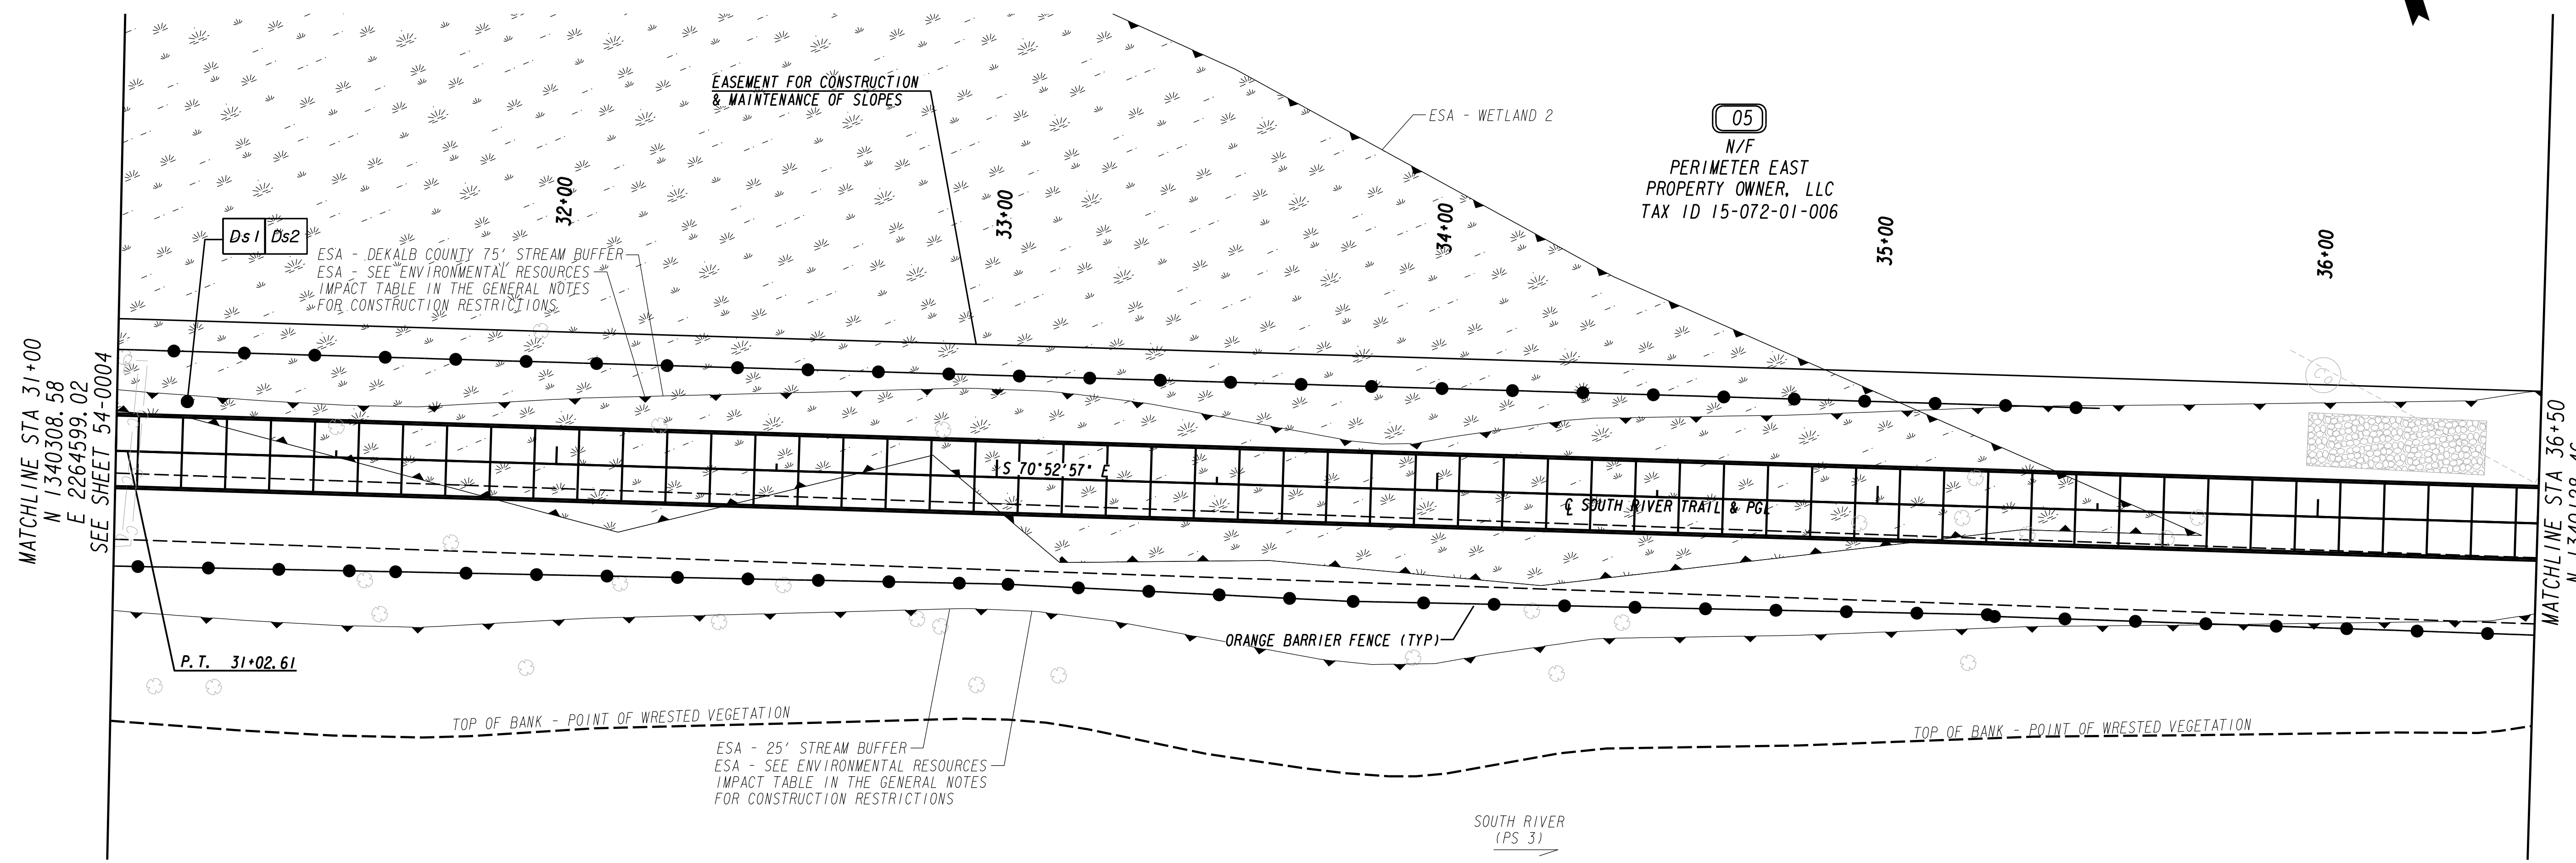 EASEMENT FOR CONSTRUCTION
& MAINTENANCE OF SLOPES
ESA - WETLAND 2
05
N/F
PERIMETER EAST
PROPERTY OWNER, LLC
TAX ID 15-072-01-006
32+00
33+00
34+00
35+00
36+00
Ds1 Ds2
ESA - DEKALB COUNTY 75' STREAM BUFFER
ESA - SEE ENVIRONMENTAL RESOURCES
IMPACT TABLE IN THE GENERAL NOTES
FOR CONSTRUCTION RESTRICTIONS
MATCHLINE STA 31+00
N 1340308.58
E 2264599.02
SEE SHEET 54-0004
S 70°52'57" E
℄ SOUTH RIVER TRAIL & PGL
MATCHLINE STA 36+50
ORANGE BARRIER FENCE (TYP)
P.T. 31+02.61
TOP OF BANK - POINT OF WRESTED VEGETATION
TOP OF BANK - POINT OF WRESTED VEGETATION
ESA - 25' STREAM BUFFER
ESA - SEE ENVIRONMENTAL RESOURCES
IMPACT TABLE IN THE GENERAL NOTES
FOR CONSTRUCTION RESTRICTIONS
SOUTH RIVER
(PS 3)